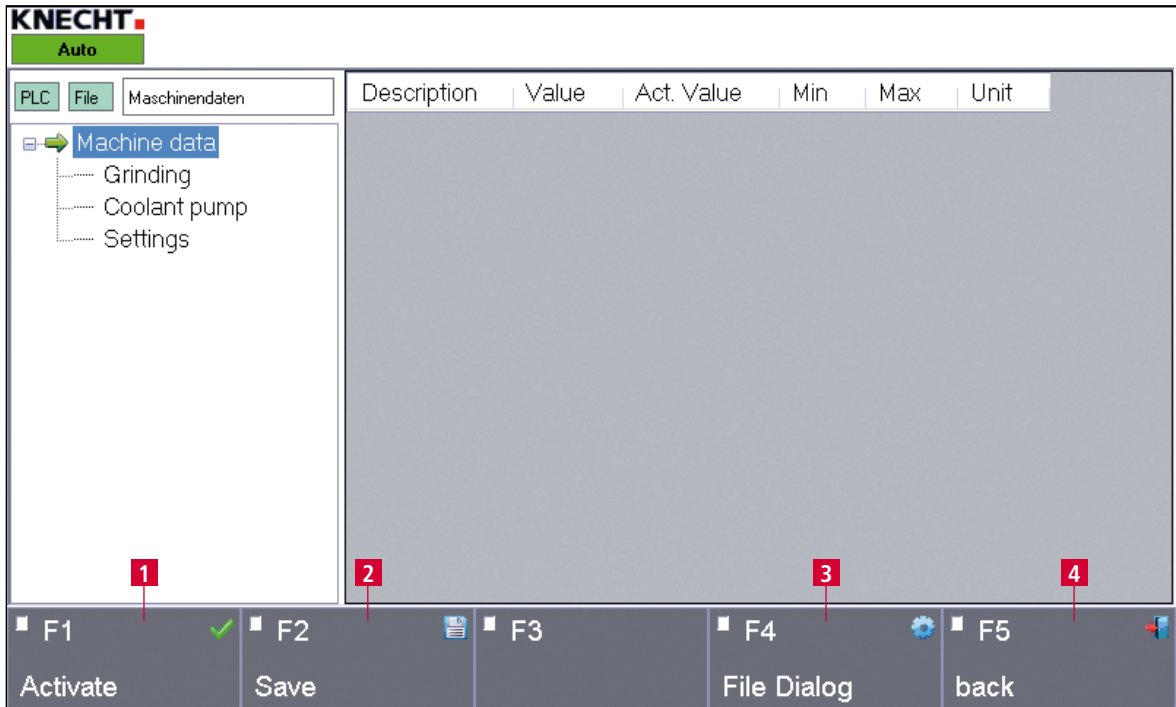 KNECHT
Auto
PLC File Maschinendaten
Description Value Act. Value Min Max Unit
Machine data
Grinding
Coolant pump
Settings
1 2 3 4
F1 F2 F3 F4 F5
Activate Save File Dialog back